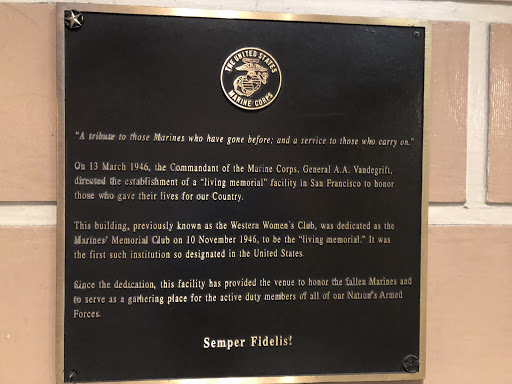 THE UNITED STATES
MARINE CORPS
"A tribute to those Marines who have gone before; and a service to those who carry on."
On 13 March 1946, the Commandant of the Marine Corps, General A.A. Vandegrift,
directed the establishment of a "living memorial" facility in San Francisco to honor
those who gave their lives for our Country.
This building, previously known as the Western Women's Club, was dedicated as the
Marines' Memorial Club on 10 November 1946, to be the "living memorial." It was
the first such institution so designated in the United States.
Since the dedication, this facility has provided the venue to honor the fallen Marines and
to serve as a gathering place for the active duty members of all of our Nation's Armed
Forces.
Semper Fidelis!